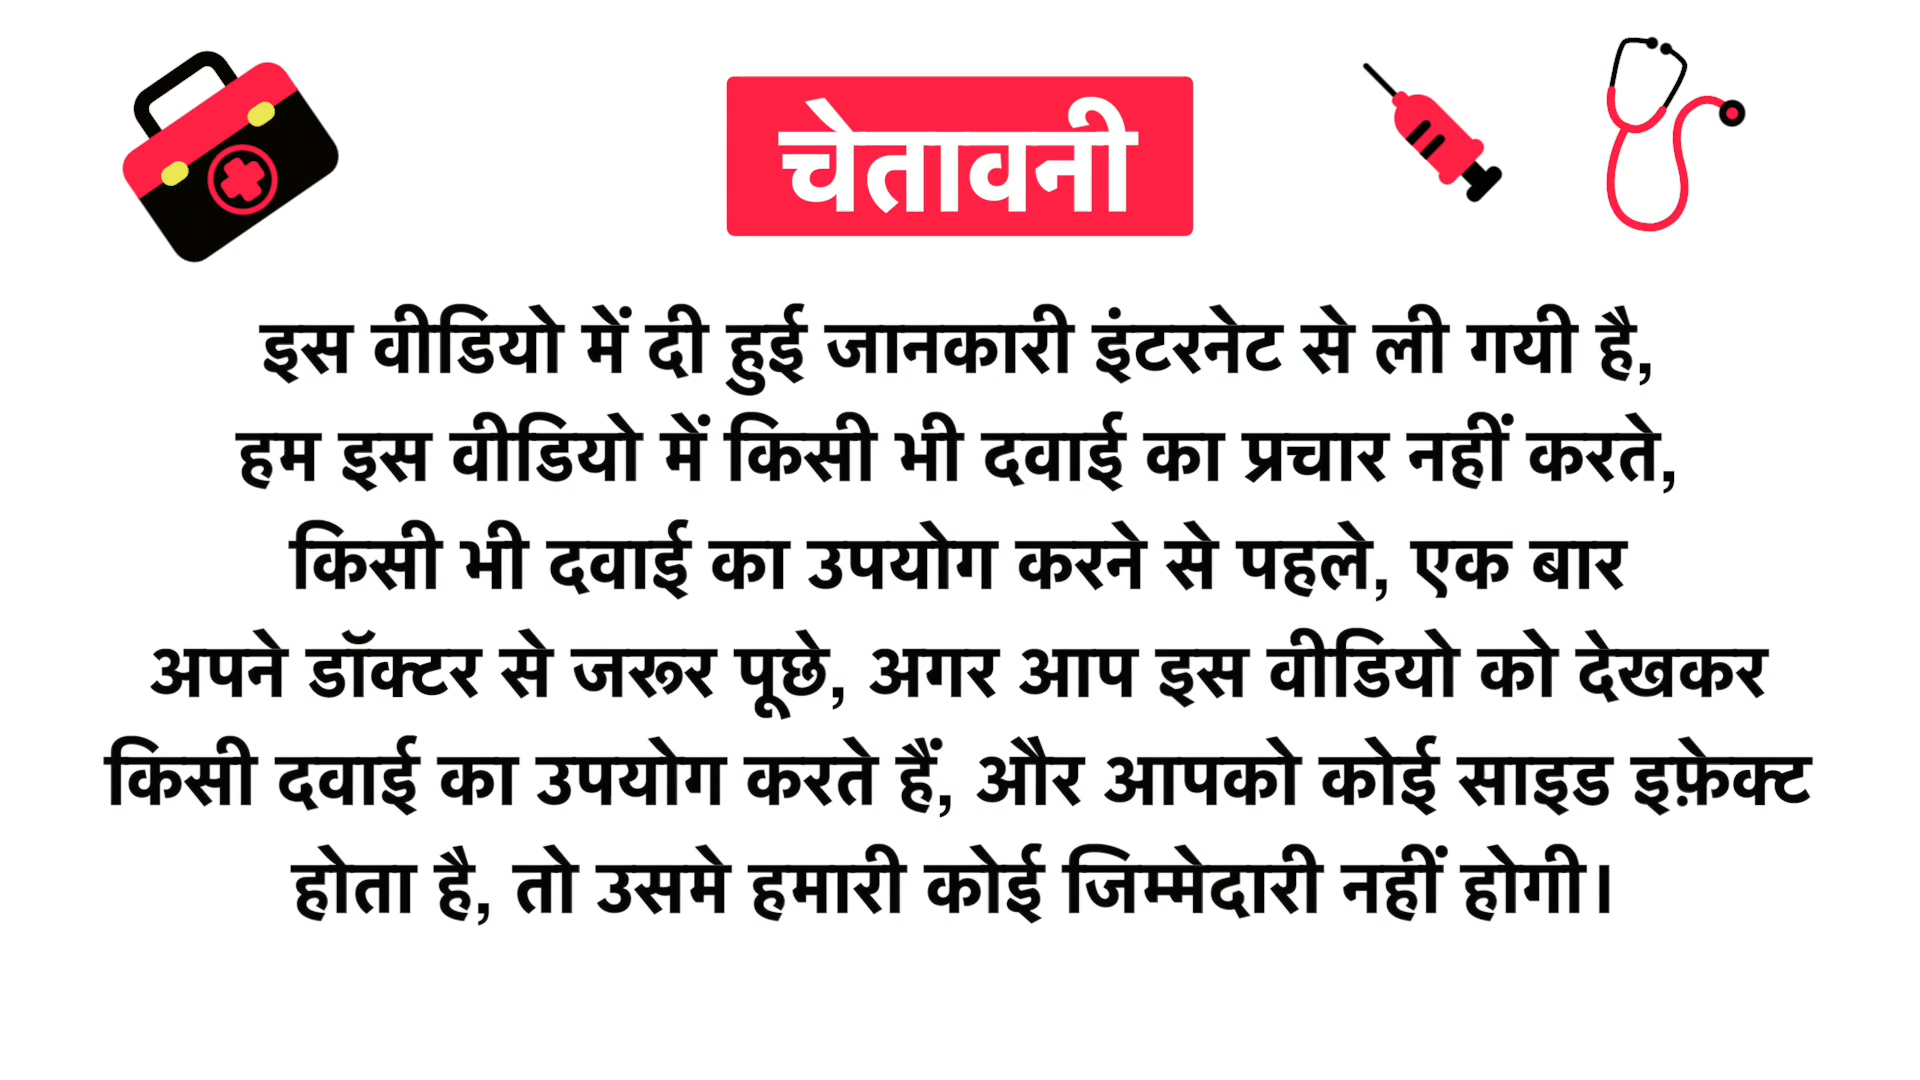 चेतावनी
इस वीडियो में दी हुई जानकारी इंटरनेट से ली गयी है,
हम इस वीडियो में किसी भी दवाई का प्रचार नहीं करते,
किसी भी दवाई का उपयोग करने से पहले, एक बार
अपने डॉक्टर से जरूर पूछे, अगर आप इस वीडियो को देखकर
किसी दवाई का उपयोग करते हैं, और आपको कोई साइड इफ़ेक्ट
होता है, तो उसमे हमारी कोई जिम्मेदारी नहीं होगी।